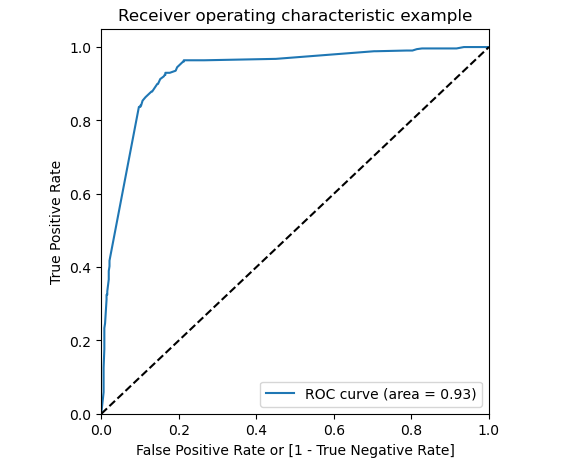 Receiver operating characteristic example
True Positive Rate
1.0
0.8
0.6
0.4
0.2
0.0
ROC curve (area = 0.93)
0.0 0.2 0.4 0.6 0.8 1.0
False Positive Rate or [1 - True Negative Rate]